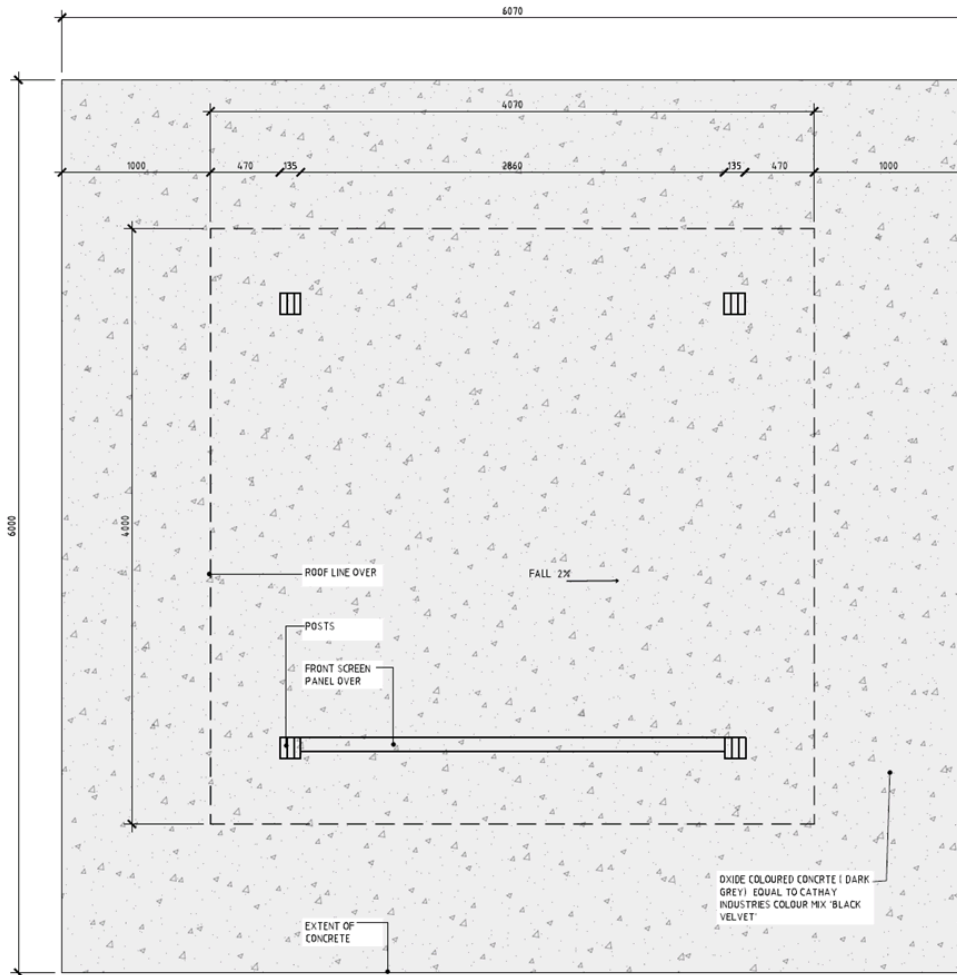 6070
4070
1000 470 135 2860 135 470 1000
6000
4000
ROOF LINE OVER
FALL 2%
POSTS
FRONT SCREEN
PANEL OVER
OXIDE COLOURED CONCRTE ( DARK
GREY) EQUAL TO CATHAY
INDUSTRIES COLOUR MIX 'BLACK
VELVET'
EXTENT OF
CONCRETE